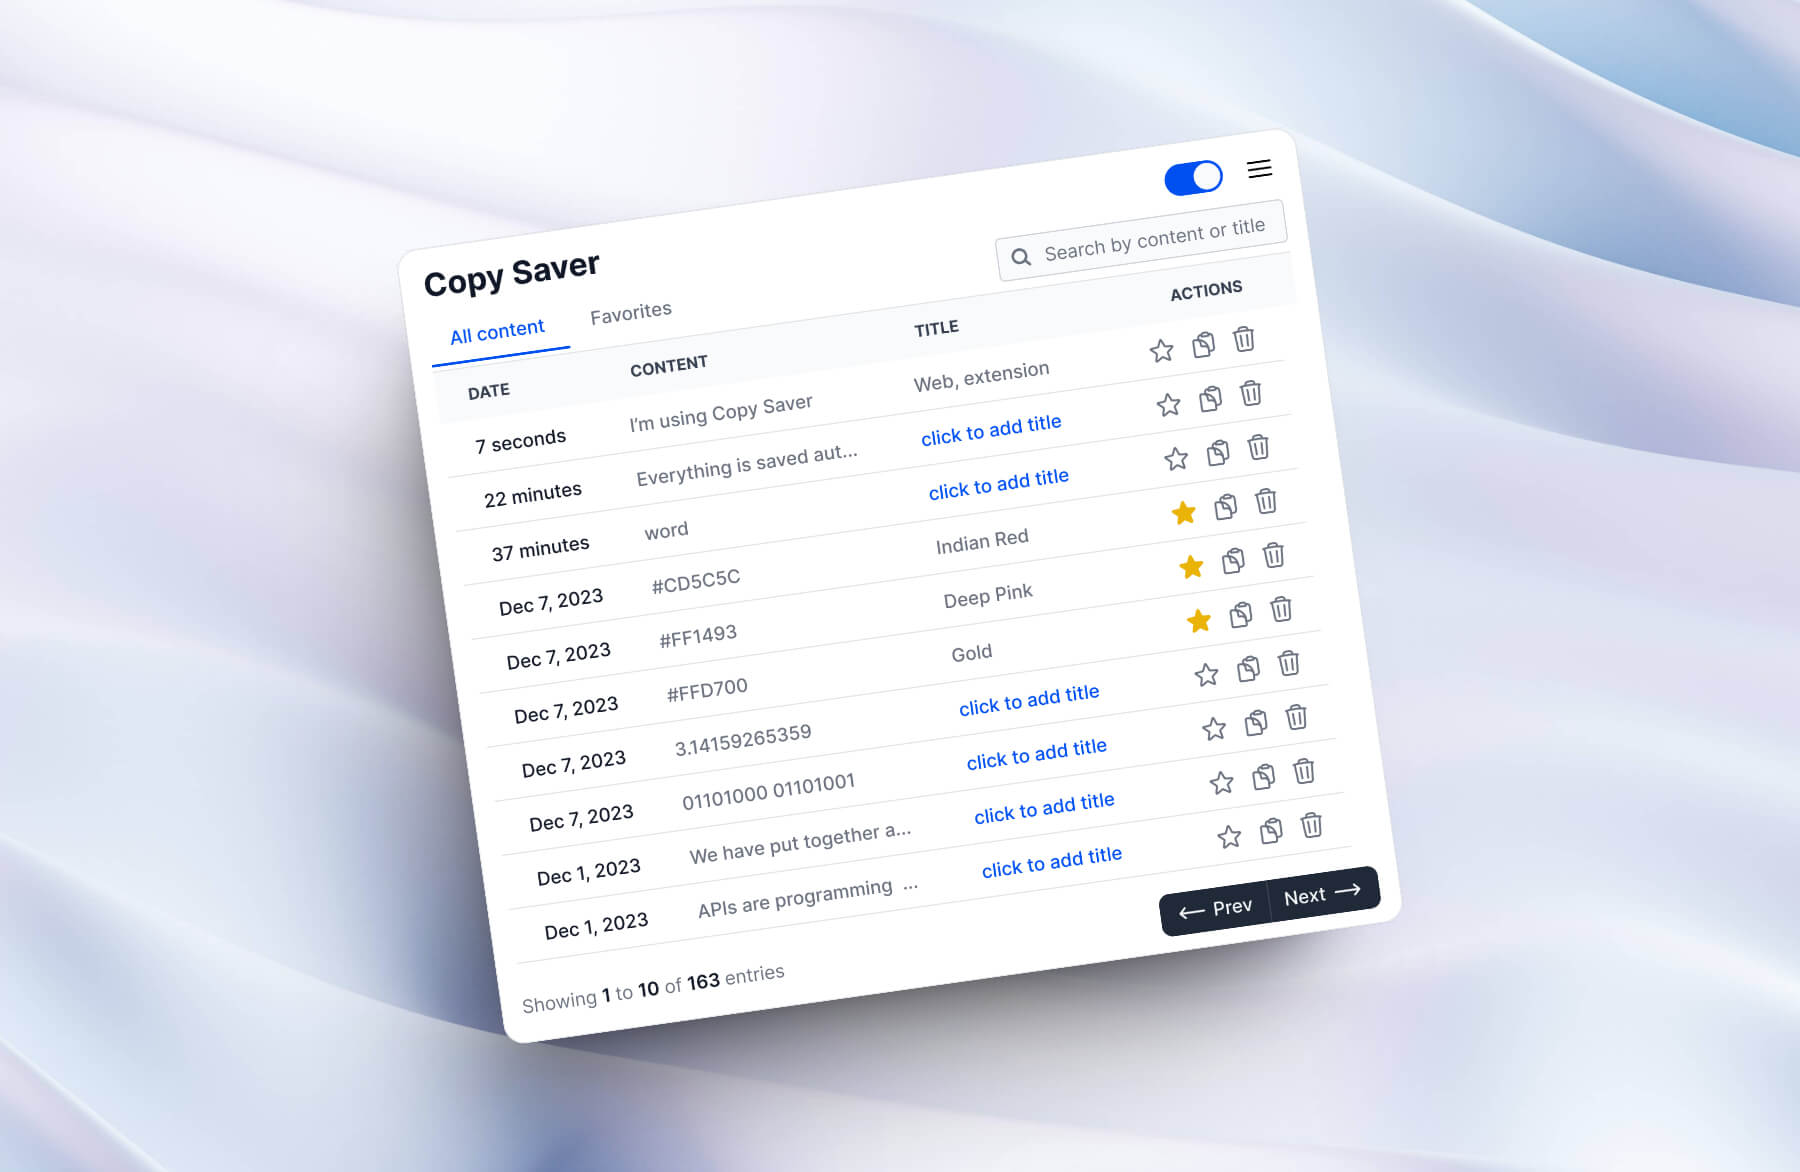 Copy Saver
Search by content or title
All content Favorites
DATE CONTENT TITLE ACTIONS
7 seconds I'm using Copy Saver Web, extension
22 minutes Everything is saved aut... click to add title
37 minutes word click to add title
Dec 7, 2023 #CD5C5C Indian Red
Dec 7, 2023 #FF1493 Deep Pink
Dec 7, 2023 #FFD700 Gold
Dec 7, 2023 3.14159265359 click to add title
Dec 7, 2023 01101000 01101001 click to add title
Dec 1, 2023 We have put together a... click to add title
Dec 1, 2023 APIs are programming ... click to add title
Showing 1 to 10 of 163 entries
Prev Next